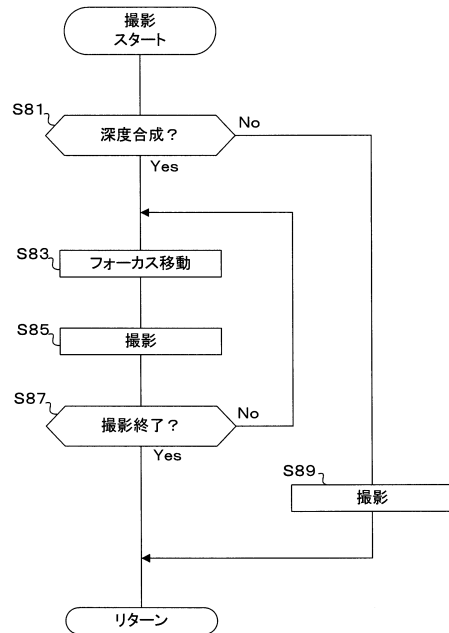 撮影
スタート
S81
深度合成？
No
Yes
S83
フォーカス移動
S85
撮影
S87
撮影終了？
No
Yes
S89
撮影
リターン